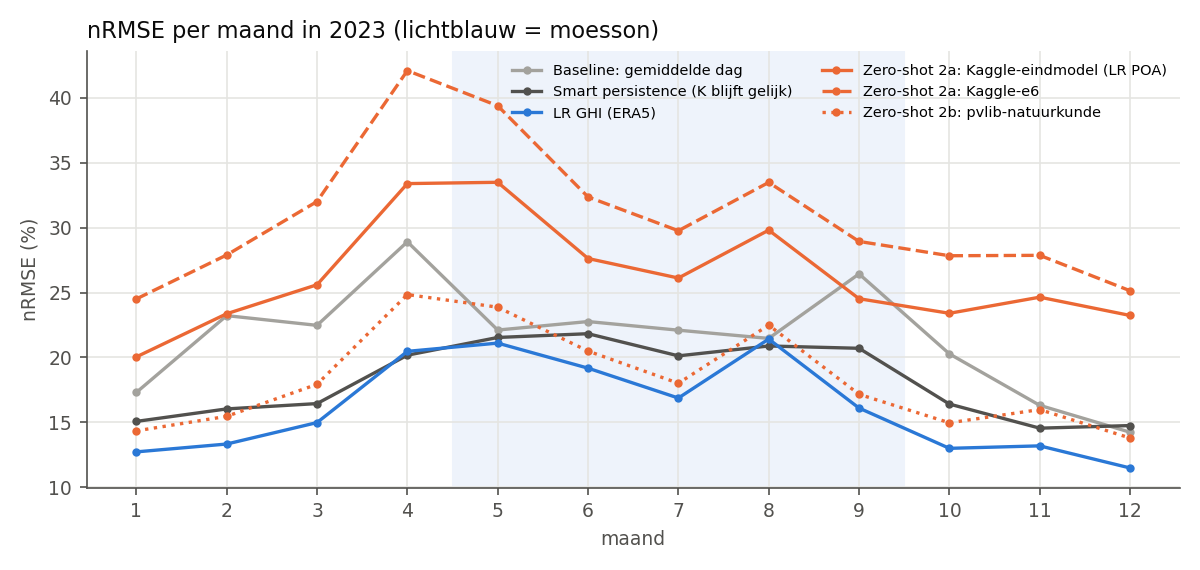 nRMSE per maand in 2023 (lichtblauw = moesson)
Baseline: gemiddelde dag
Smart persistence (K blijft gelijk)
LR GHI (ERA5)
Zero-shot 2a: Kaggle-eindmodel (LR POA)
Zero-shot 2a: Kaggle-e6
Zero-shot 2b: pvlib-natuurkunde
nRMSE (%)
40
35
30
25
20
15
10
1 2 3 4 5 6 7 8 9 10 11 12
maand